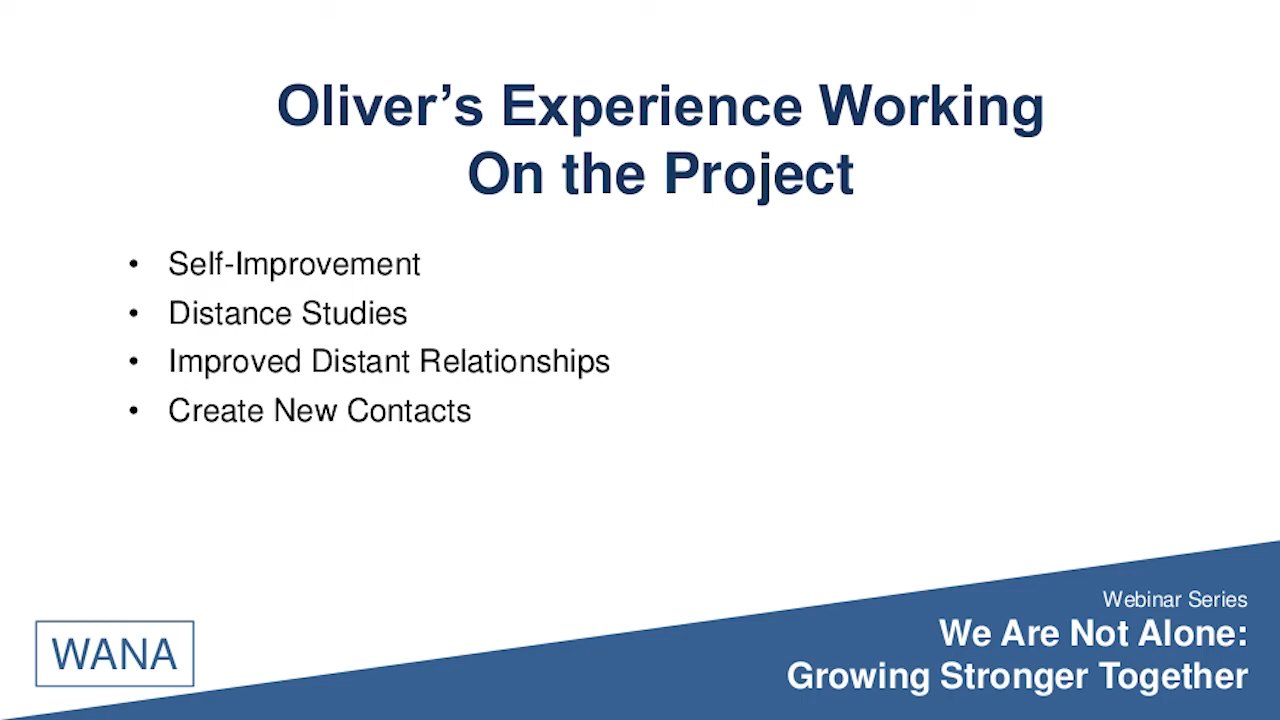 Oliver’s Experience Working
On the Project
• Self-Improvement
• Distance Studies
• Improved Distant Relationships
• Create New Contacts
WANA
Webinar Series
We Are Not Alone:
Growing Stronger Together